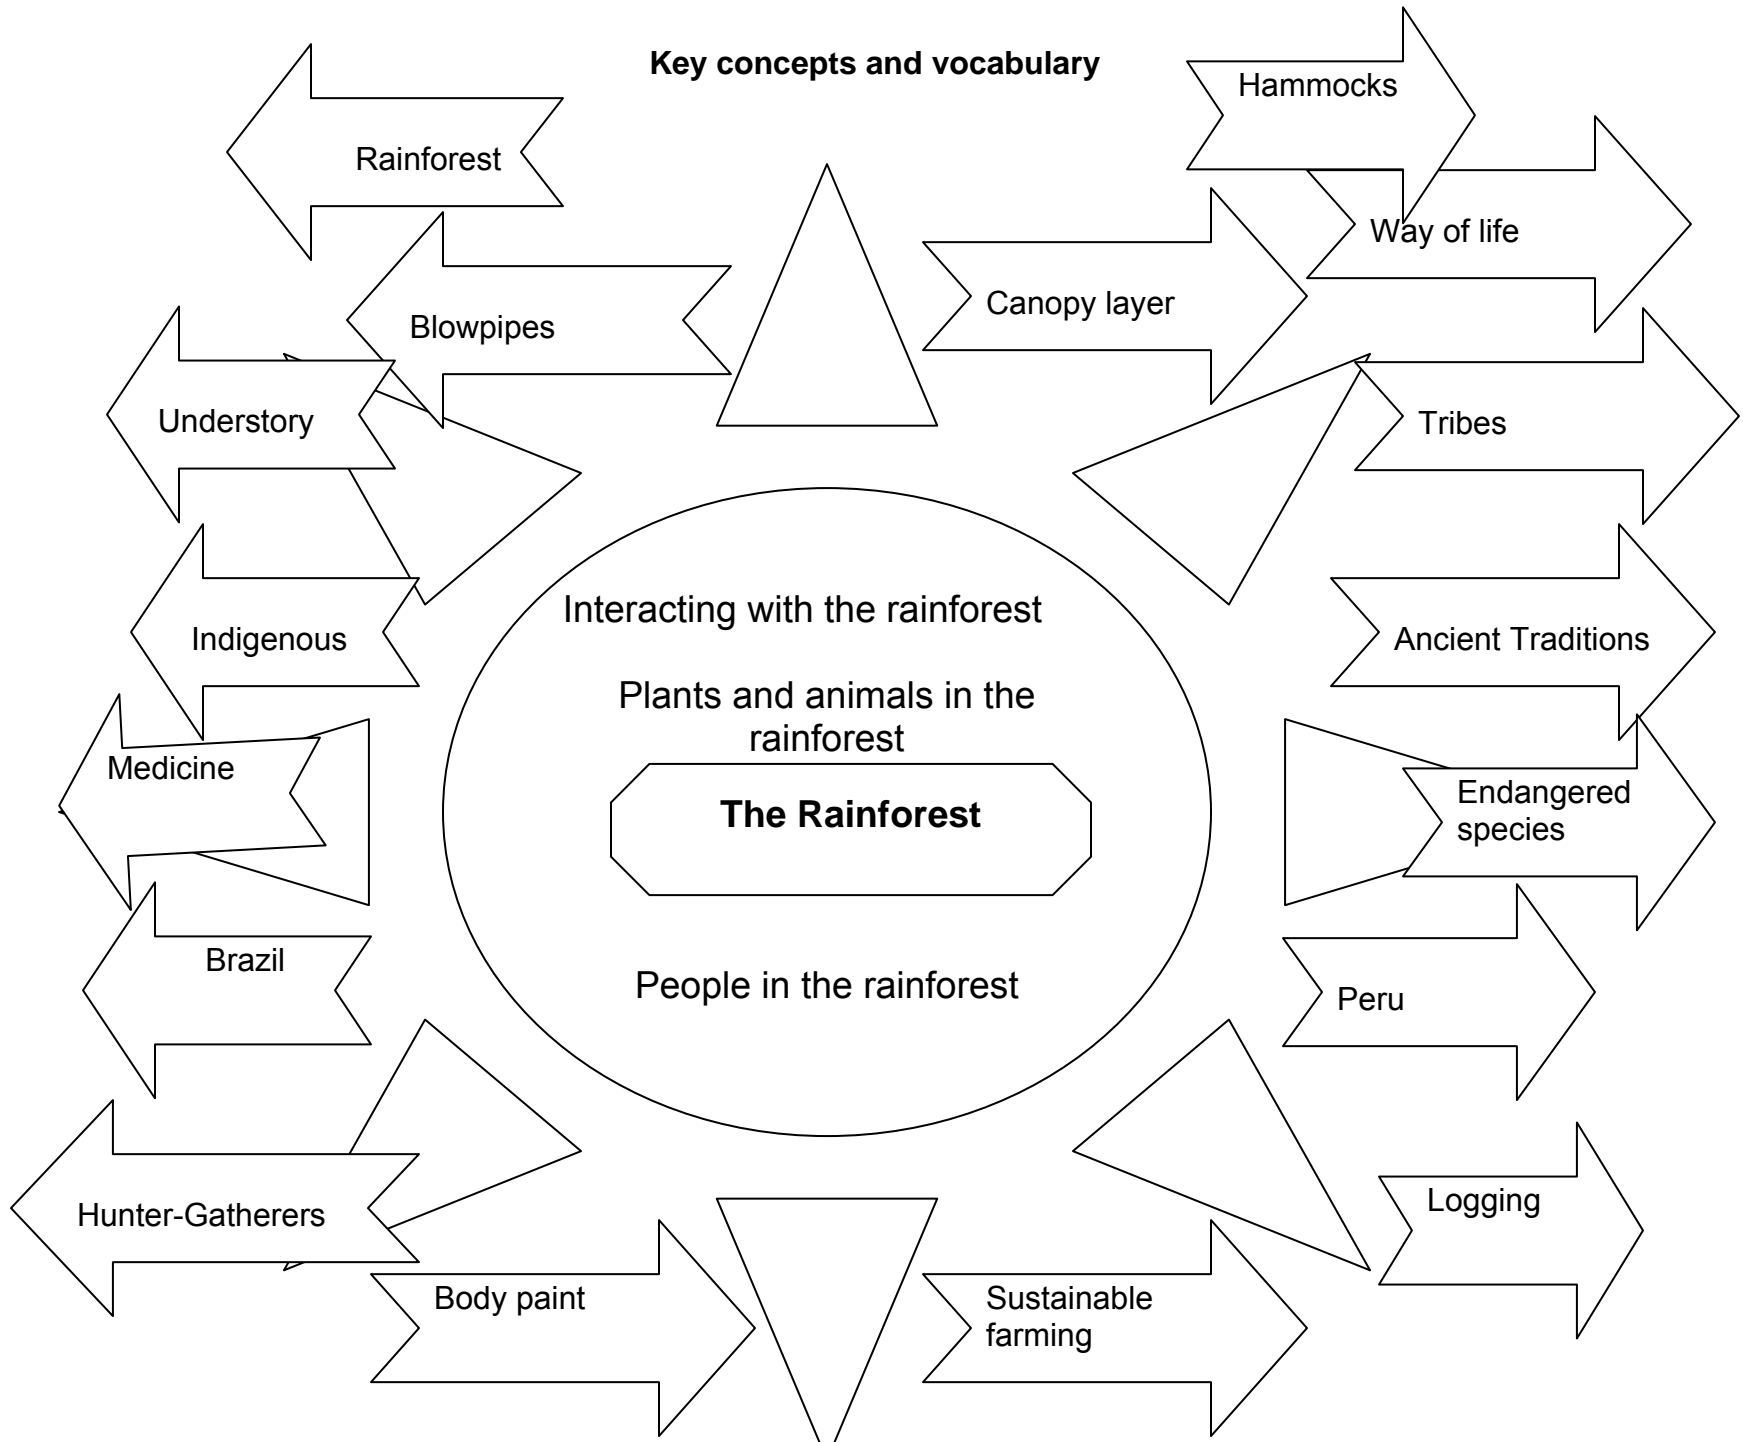 Key concepts and vocabulary
Hammocks
Rainforest
Way of life
Canopy layer
Blowpipes
Understory
Tribes
Interacting with the rainforest
Indigenous
Ancient Traditions
Plants and animals in the
rainforest
Medicine
The Rainforest
Endangered
species
Brazil
People in the rainforest
Peru
Hunter-Gatherers
Logging
Body paint
Sustainable
farming